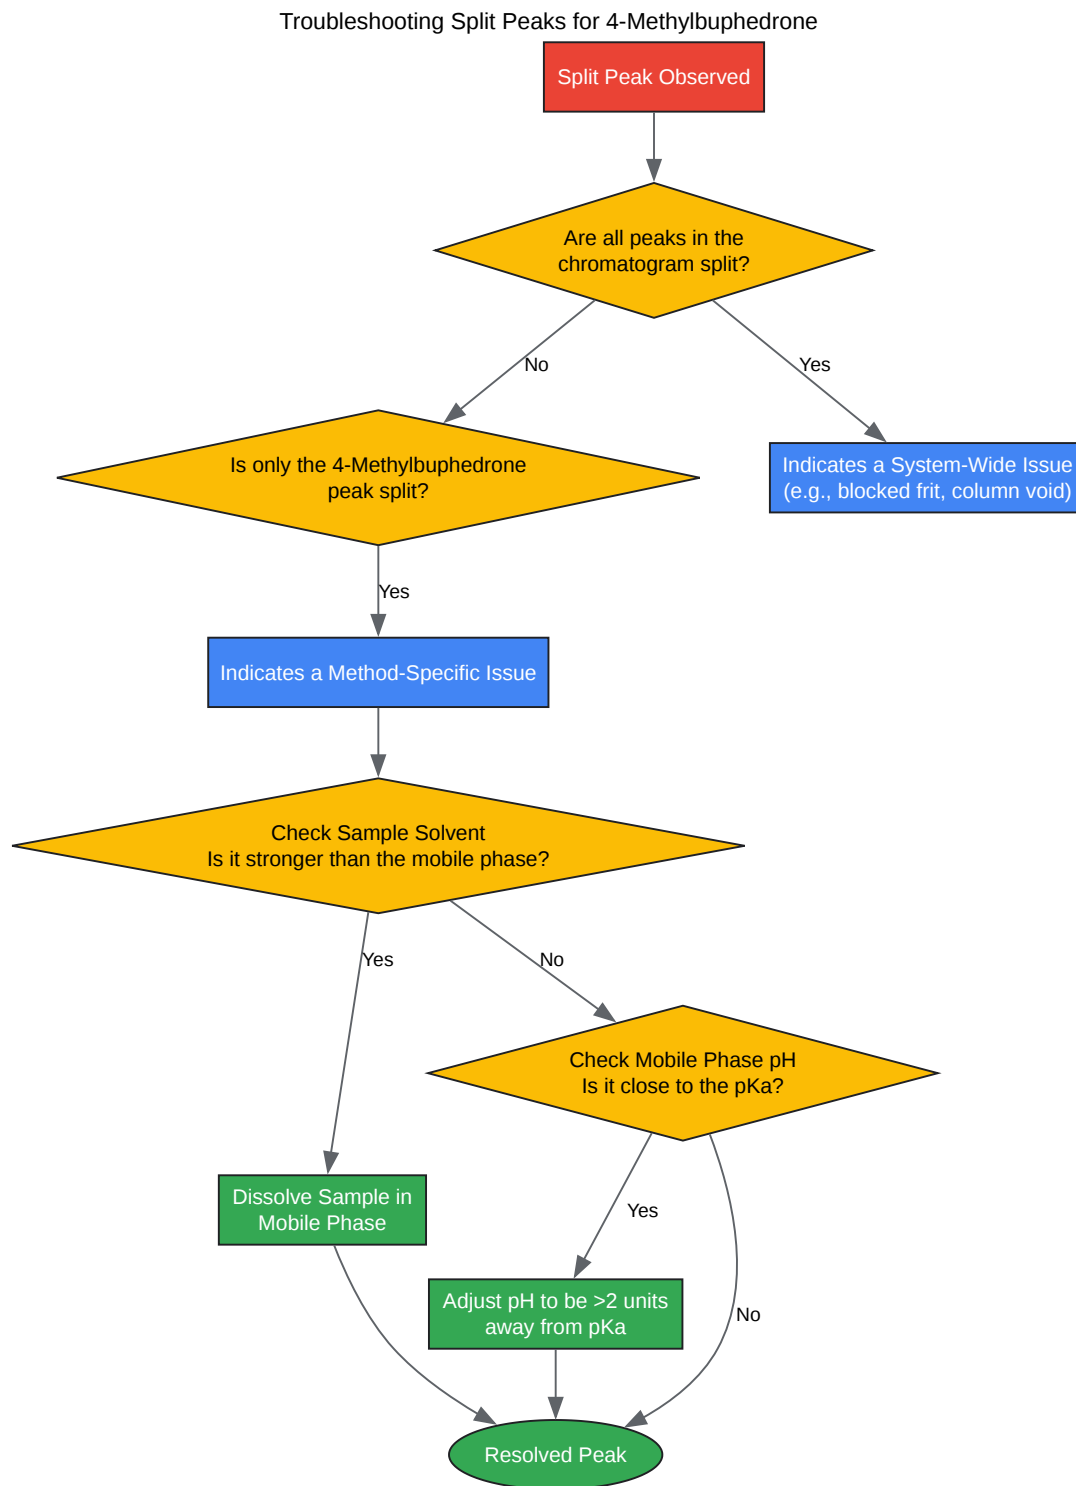 Troubleshooting Split Peaks for 4-Methylbuphedrone
Split Peak Observed
Are all peaks in the
chromatogram split?
No
Yes
Is only the 4-Methylbuphedrone
peak split?
Indicates a System-Wide Issue
(e.g., blocked frit, column void)
Yes
Indicates a Method-Specific Issue
Check Sample Solvent
Is it stronger than the mobile phase?
Yes
No
Check Mobile Phase pH
Is it close to the pKa?
Dissolve Sample in
Mobile Phase
Yes
Adjust pH to be >2 units
away from pKa
No
Resolved Peak